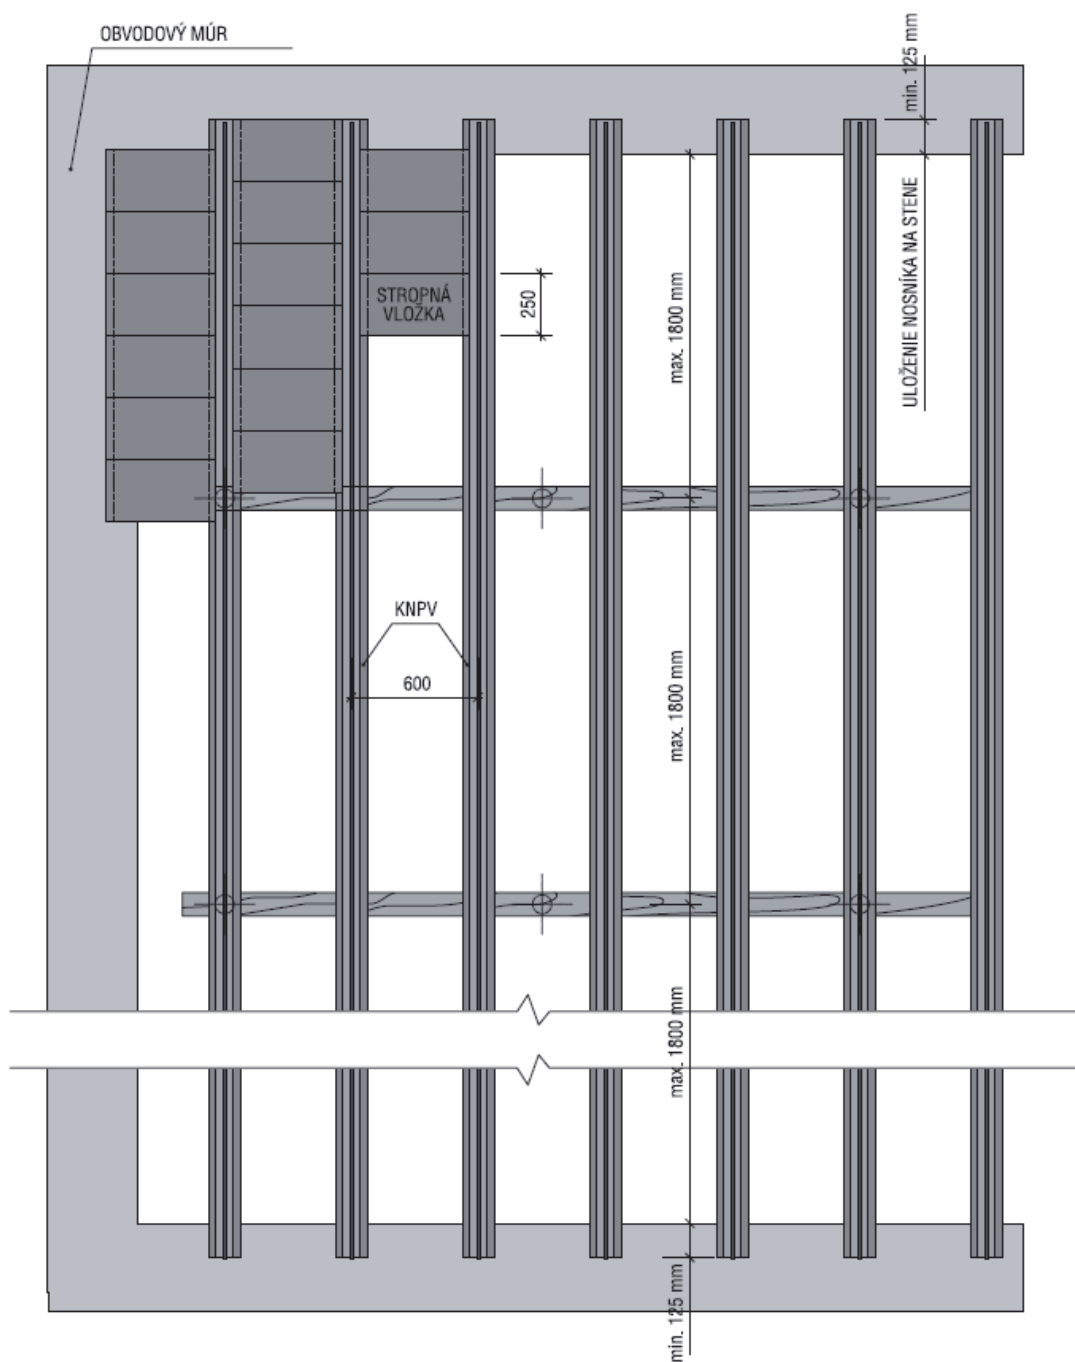 OBVODOVÝ MÚR
min. 125 mm
STROPNÁ
VLOŽKA
250
max. 1800 mm
ULOŽENIE NOSNÍKA NA STENE
KNPV
600
max. 1800 mm
max. 1800 mm
min. 125 mm